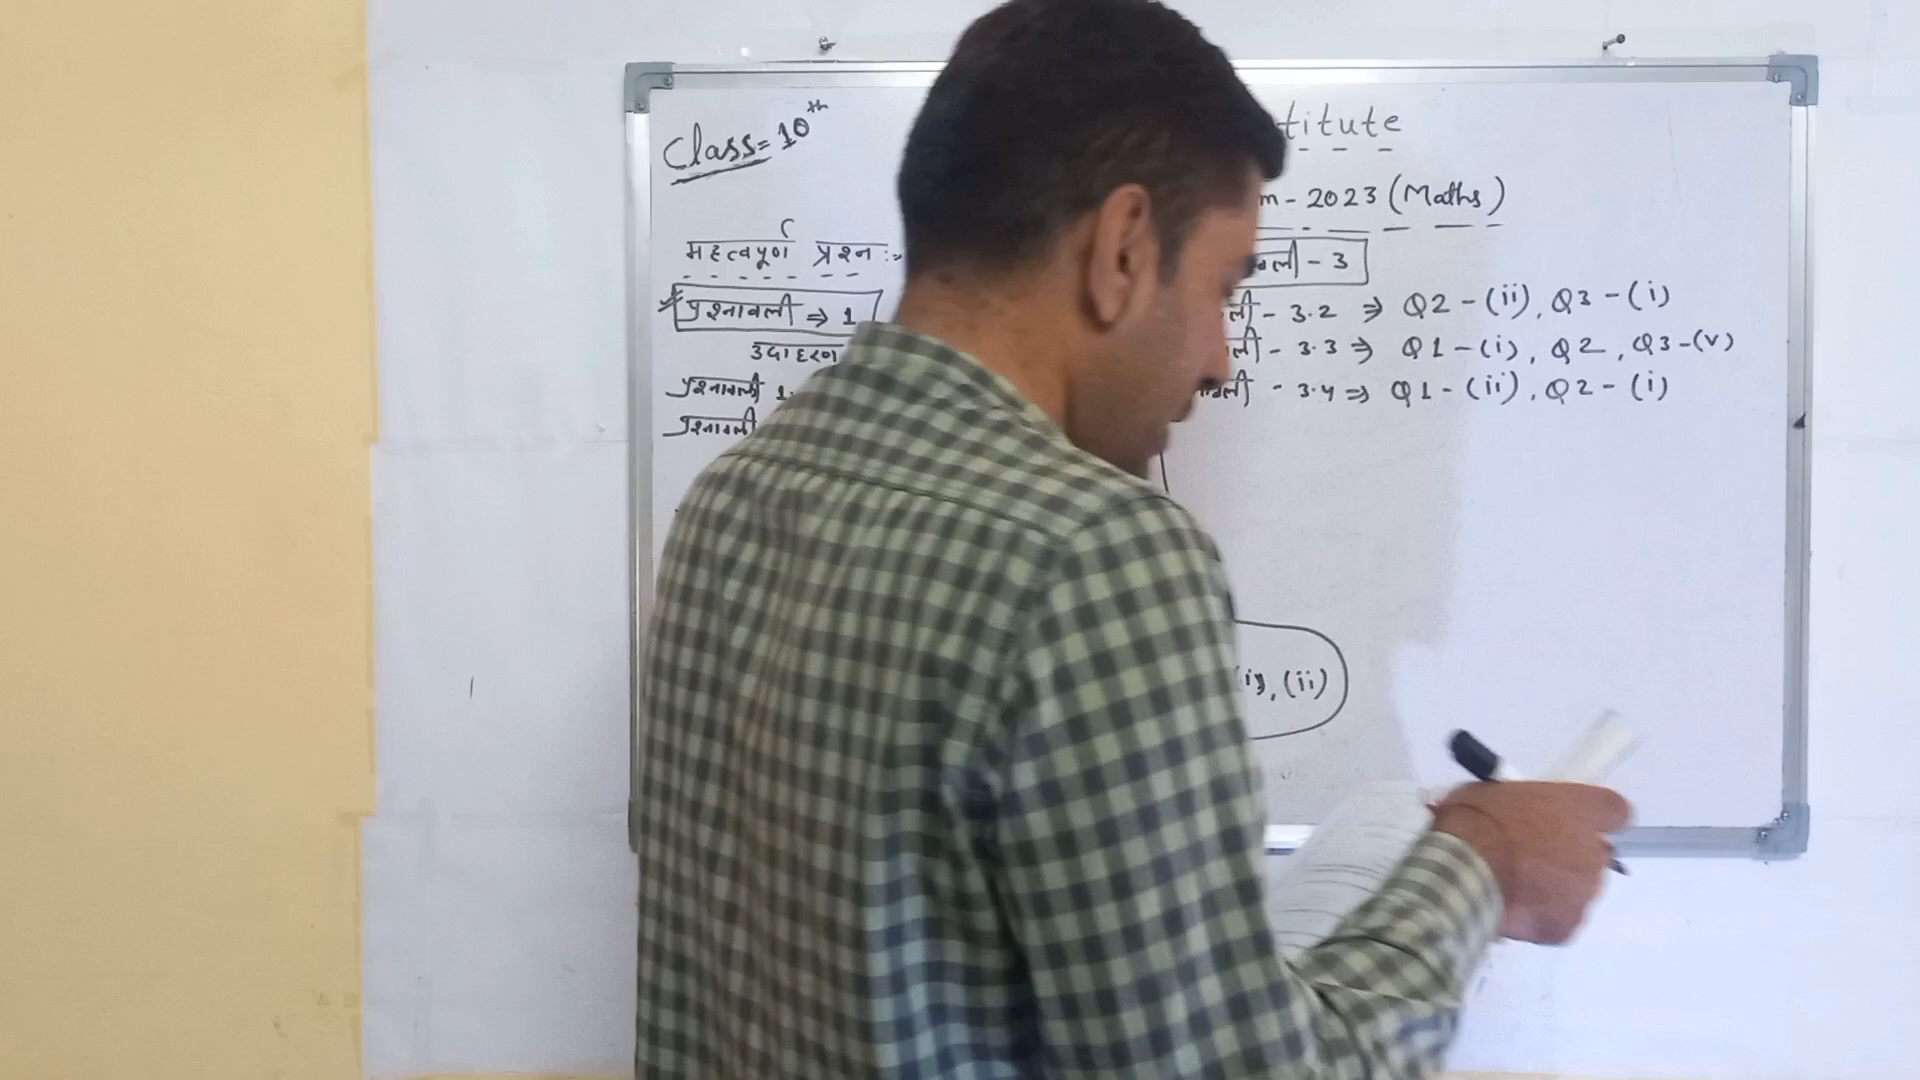 Class = 10th
titute
m - 2023 (Maths)
महत्वपूर्ण प्रश्न :-
वली - 3
प्रश्नावली ⇒ 1
ली - 3.2 ⇒ Q2 - (ii), Q3 - (i)
उदाहरण
ली - 3.3 ⇒ Q1 - (i), Q2, Q3 - (v)
प्रश्नावली 1.
ावली - 3.4 ⇒ Q1 - (ii), Q2 - (i)
प्रश्नावली
(i), (ii)